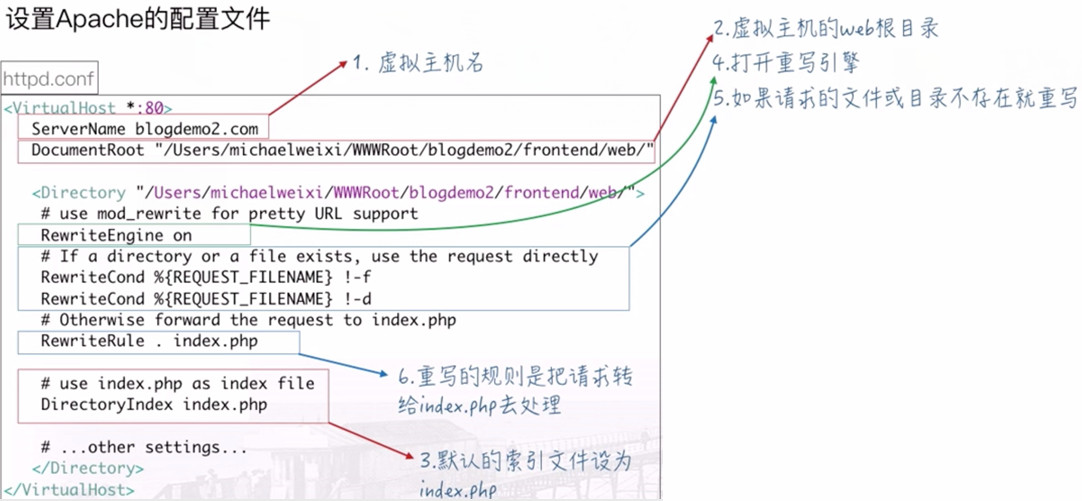 设置Apache的配置文件
httpd.conf
<VirtualHost *:80>
ServerName blogdemo2.com
DocumentRoot "/Users/michaelweixi/WWWRoot/blogdemo2/frontend/web/"
<Directory "/Users/michaelweixi/WWWRoot/blogdemo2/frontend/web/">
# use mod_rewrite for pretty URL support
RewriteEngine on
# If a directory or a file exists, use the request directly
RewriteCond %{REQUEST_FILENAME} !-f
RewriteCond %{REQUEST_FILENAME} !-d
# Otherwise forward the request to index.php
RewriteRule . index.php
# use index.php as index file
DirectoryIndex index.php
# ...other settings...
</Directory>
</VirtualHost>
1. 虚拟主机名
2.虚拟主机的web根目录
4.打开重写引擎
5.如果请求的文件或目录不存在就重写
6.重写的规则是把请求转
给index.php去处理
3.默认的索引文件设为
index.php